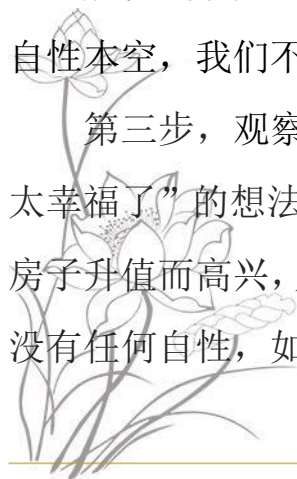 自性本空，我们不
第三步，观察
太幸福了”的想法
房子升值而高兴，
没有任何自性，如